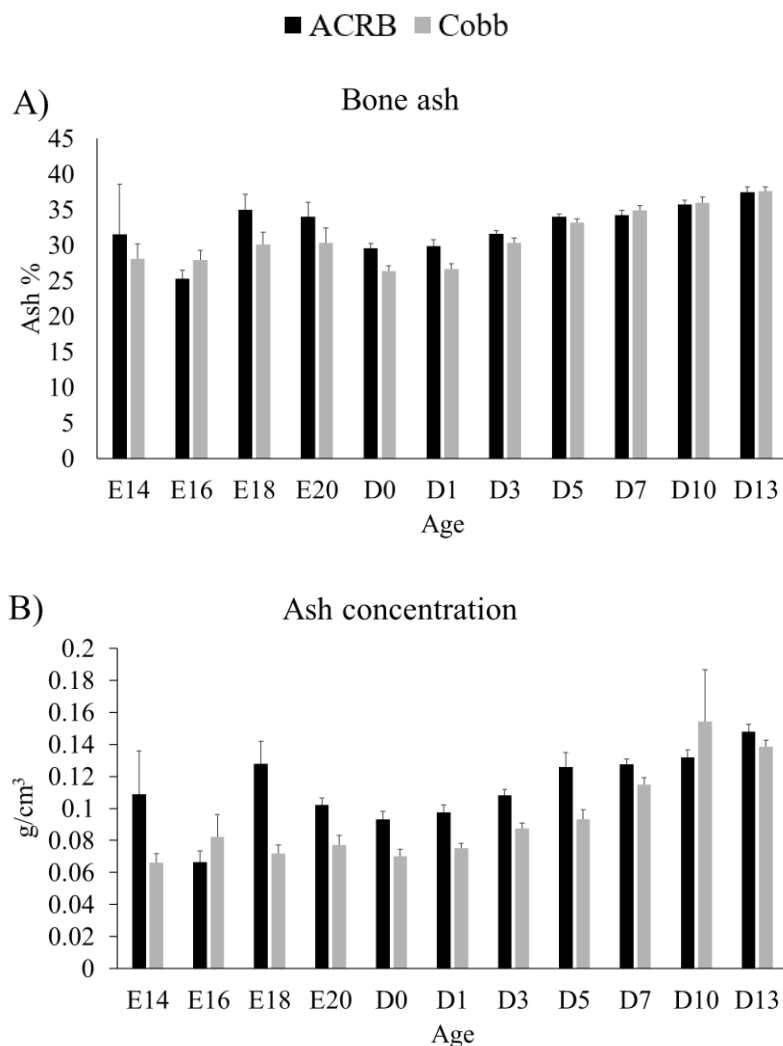 ACRB Cobb
A) Bone ash
45
40
35
30
25
20
15
10
5
0
Ash %
E14 E16 E18 E20 D0 D1 D3 D5 D7 D10 D13
Age
B) Ash concentration
0.2
0.18
0.16
0.14
0.12
0.1
0.08
0.06
0.04
0.02
0
g/cm³
E14 E16 E18 E20 D0 D1 D3 D5 D7 D10 D13
Age